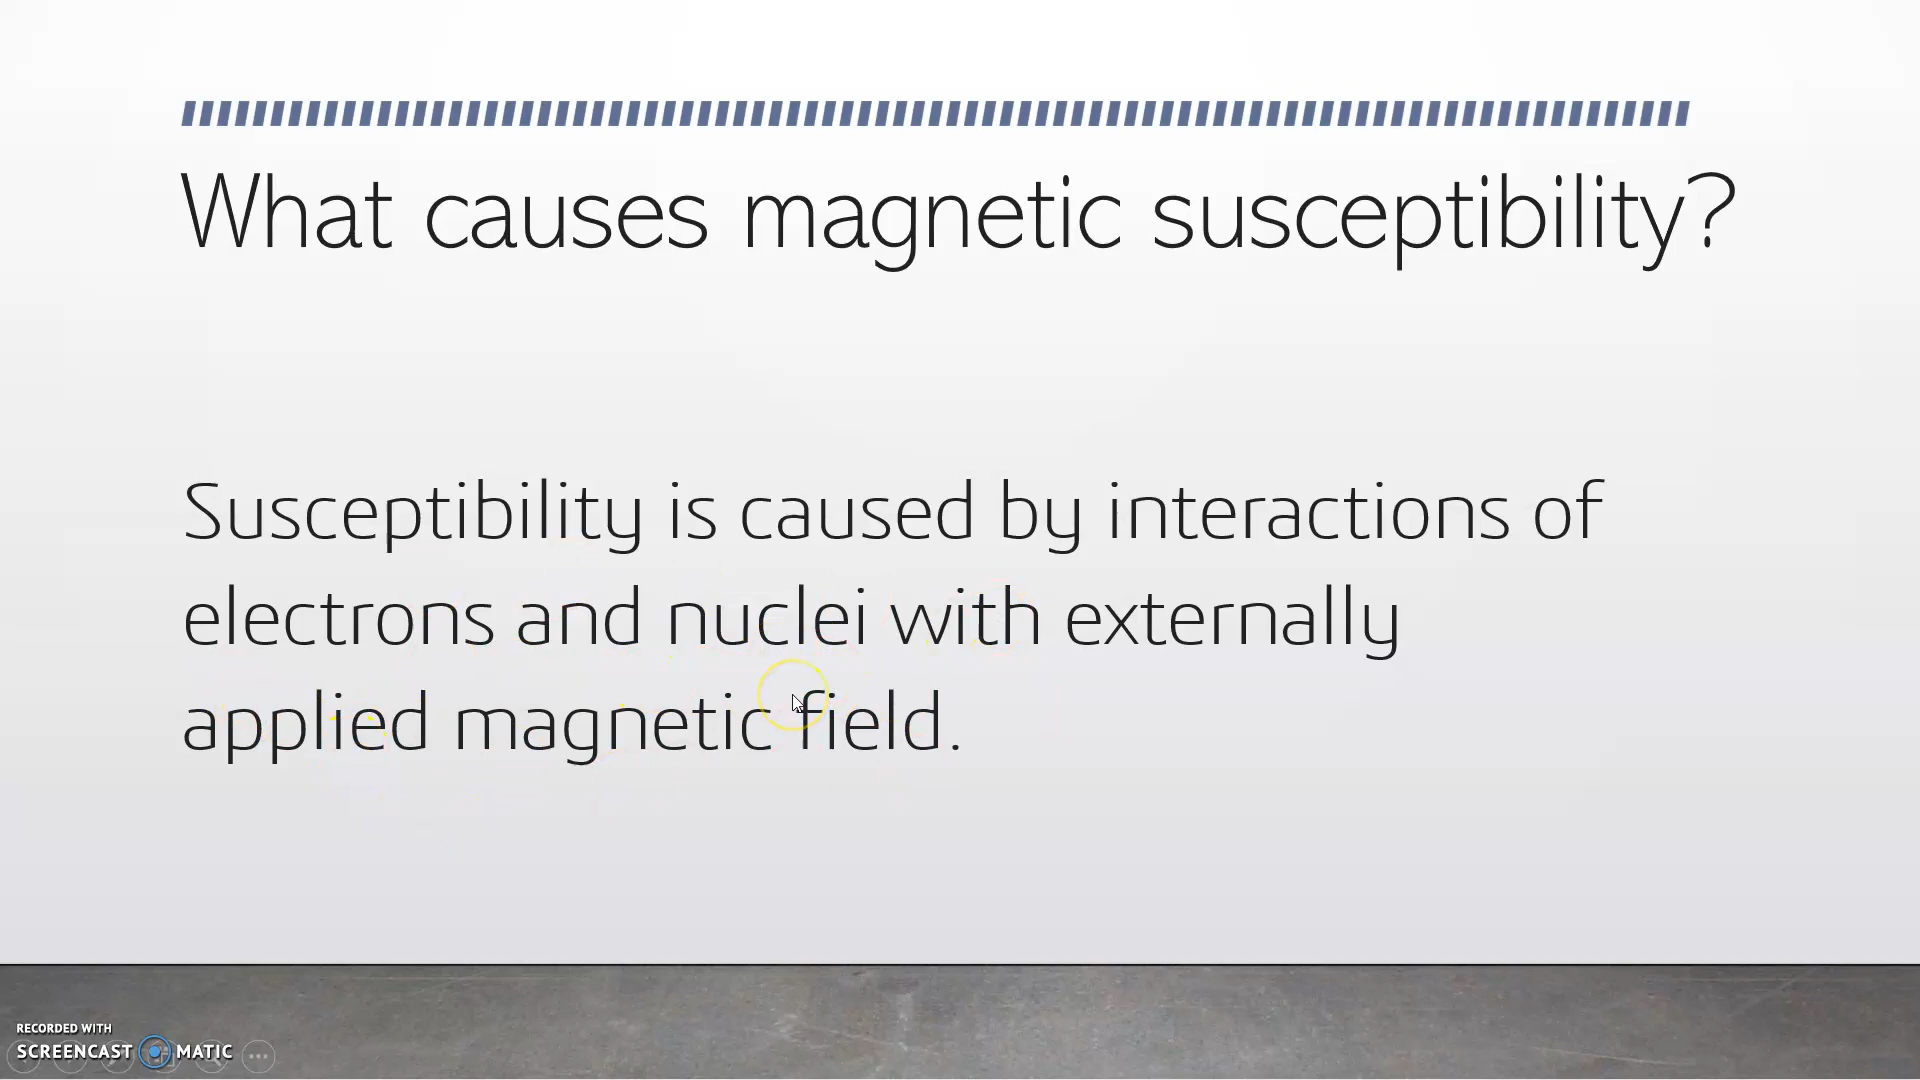 What causes magnetic susceptibility?
Susceptibility is caused by interactions of
electrons and nuclei with externally
applied magnetic field.
RECORDED WITH
SCREENCAST MATIC